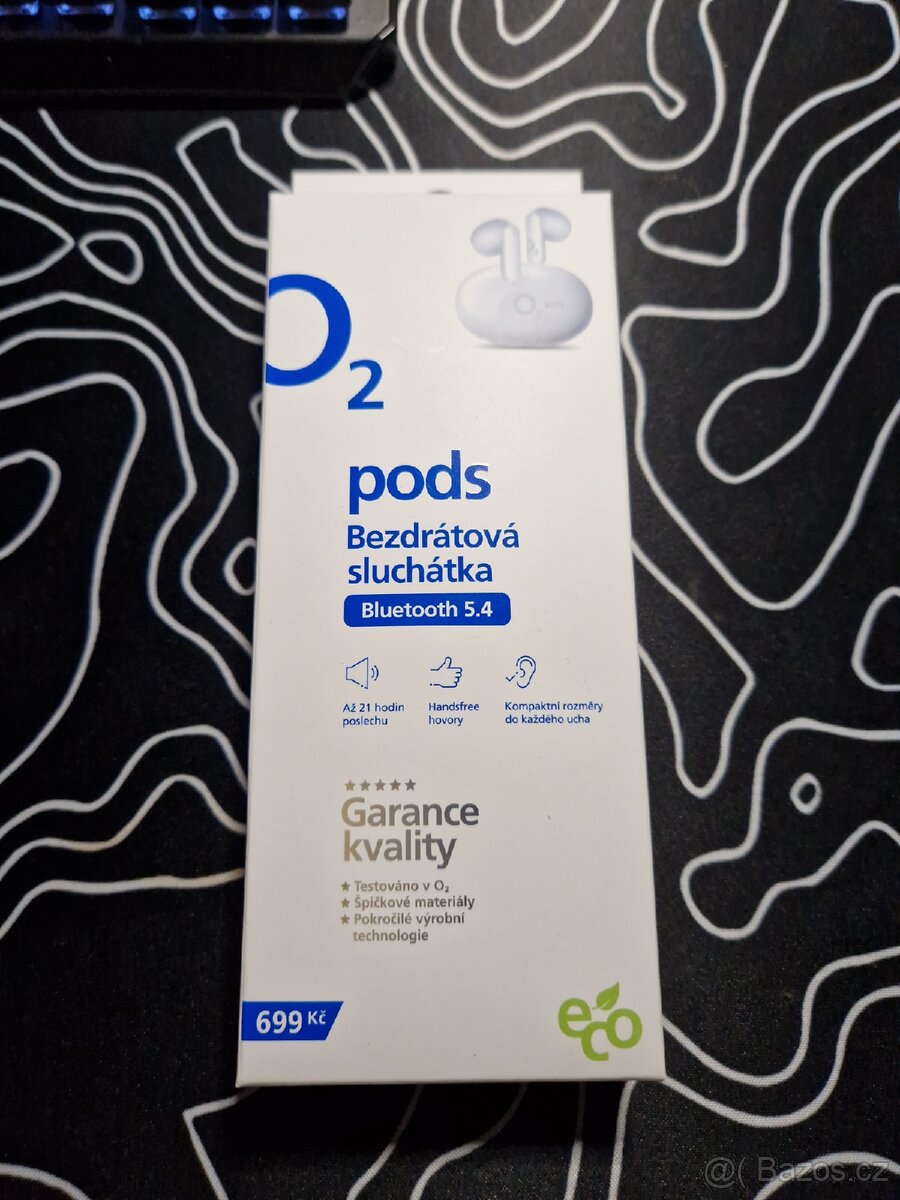 O2
pods
Bezdrátová
sluchátka
Bluetooth 5.4
Až 21 hodin
poslechu
Handsfree
hovory
Kompaktní rozměry
do každého ucha
Garance
kvality
★ Testováno v O₂
★ Špičkové materiály
★ Pokročilé výrobní
technologie
699 Kč
eco
@( Bazos.cz